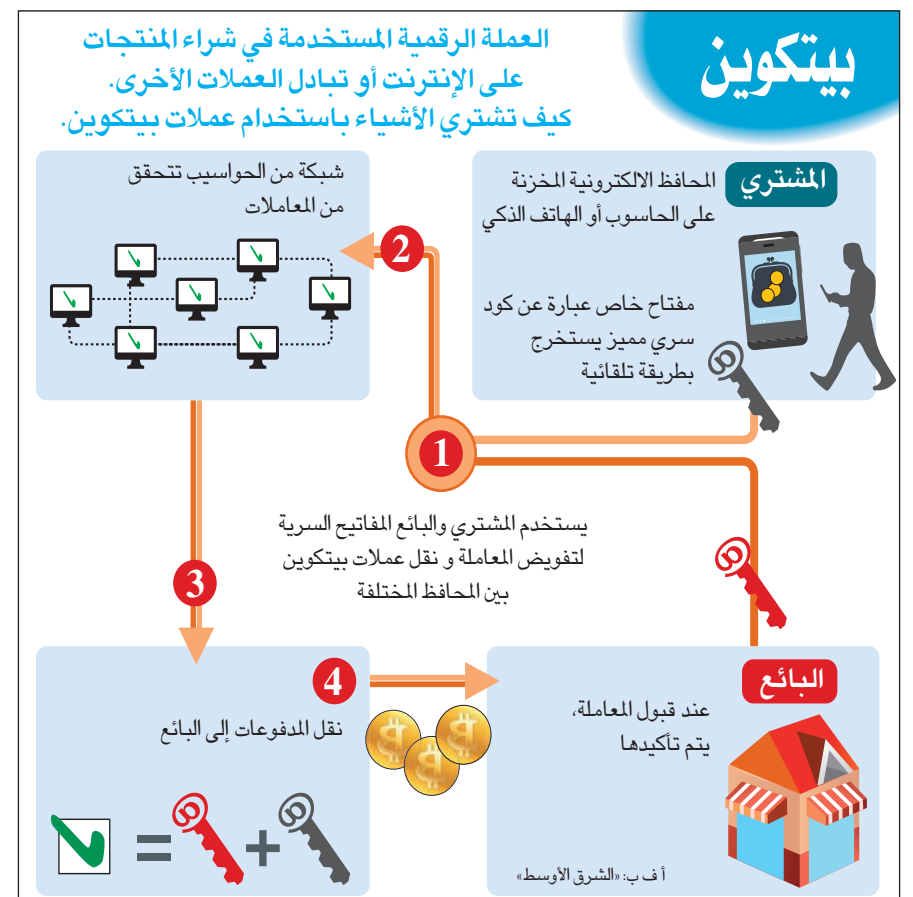 بيتكوين
العملة الرقمية المستخدمة في شراء المنتجات
على الإنترنت أو تبادل العملات الأخرى.
كيف تشتري الأشياء باستخدام عملات بيتكوين.
المشتري
المحافظ الالكترونية المخزنة
على الحاسوب أو الهاتف الذكي
مفتاح خاص عبارة عن كود
سري مميز يستخرج
بطريقة تلقائية
شبكة من الحواسيب تتحقق
من المعاملات
2
1
يستخدم المشتري والبائع المفاتيح السرية
لتفويض المعاملة و نقل عملات بيتكوين
بين المحافظ المختلفة
3
البائع
عند قبول المعاملة،
يتم تأكيدها
4
نقل المدفوعات إلى البائع
= +
أ ف ب: «الشرق الأوسط»